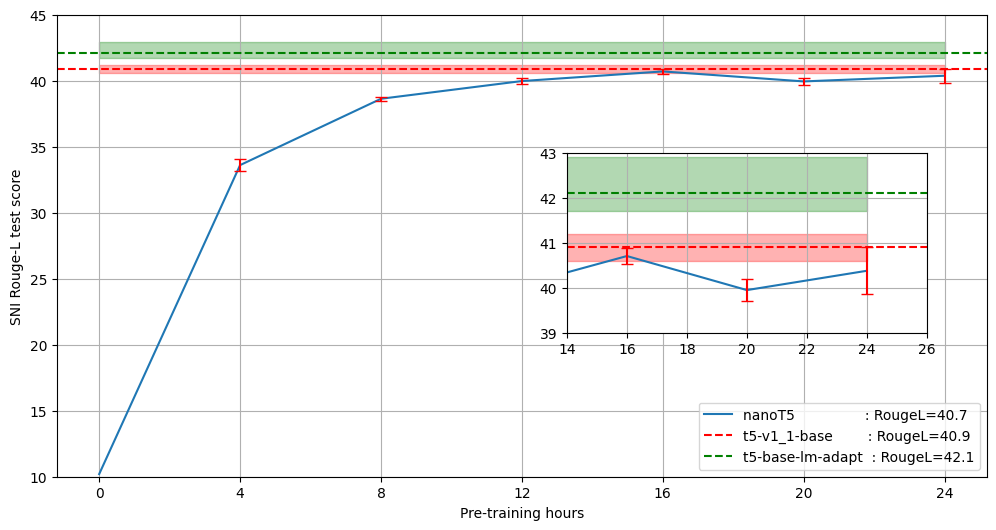 45
40
35
30
25
20
15
10
SNI Rouge-L test score
43
42
41
40
39
14 16 18 20 22 24 26
nanoT5 : RougeL=40.7
t5-v1_1-base : RougeL=40.9
t5-base-lm-adapt : RougeL=42.1
0 4 8 12 16 20 24
Pre-training hours